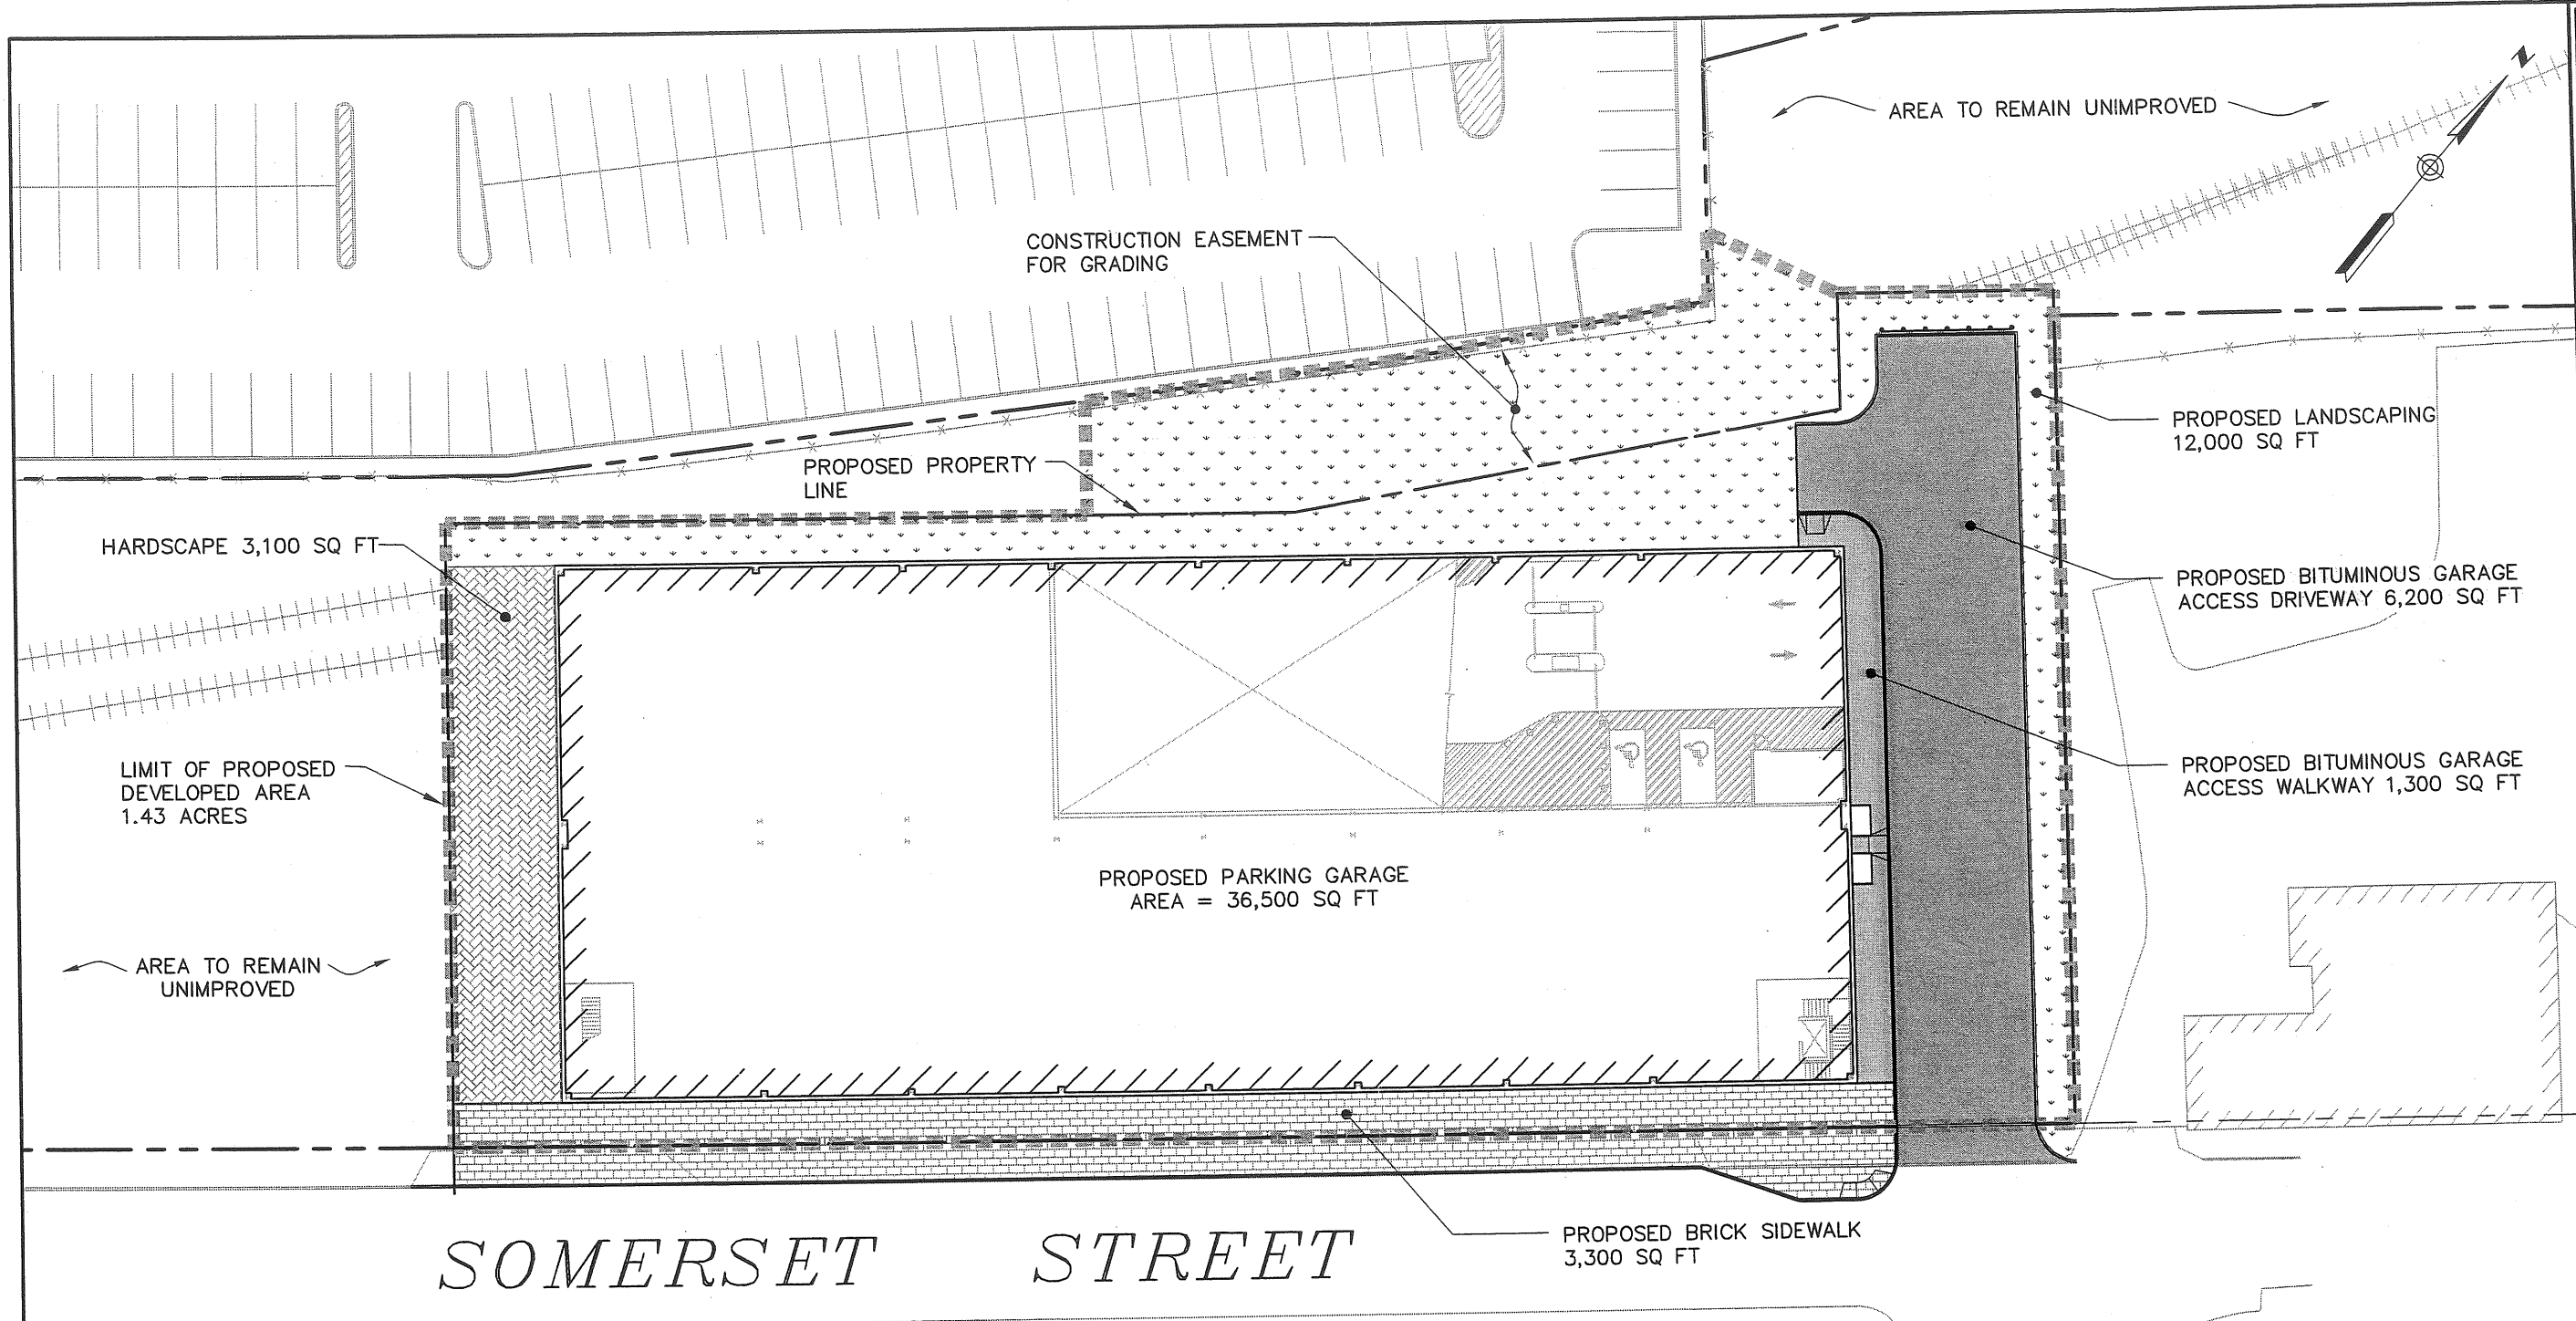 N
AREA TO REMAIN UNIMPROVED
CONSTRUCTION EASEMENT
FOR GRADING
PROPOSED LANDSCAPING
12,000 SQ FT
PROPOSED PROPERTY
LINE
HARDSCAPE 3,100 SQ FT
PROPOSED BITUMINOUS GARAGE
ACCESS DRIVEWAY 6,200 SQ FT
LIMIT OF PROPOSED
DEVELOPED AREA
1.43 ACRES
PROPOSED BITUMINOUS GARAGE
ACCESS WALKWAY 1,300 SQ FT
PROPOSED PARKING GARAGE
AREA = 36,500 SQ FT
AREA TO REMAIN
UNIMPROVED
PROPOSED BRICK SIDEWALK
3,300 SQ FT
SOMERSET STREET